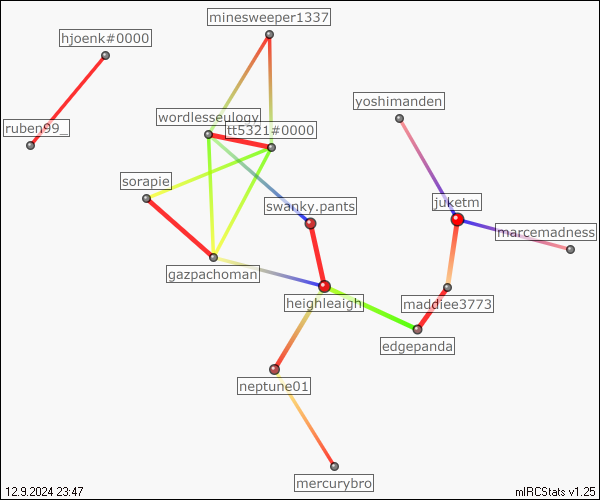 minesweeper1337
hjoenk#0000
yoshimanden
wordlesseulogy
ruben99_
tt5321#0000
sorapie
juketm
swanky.pants
marcemadness
gazpachoman
heighleaigh
maddiee3773
edgepanda
neptune01
mercurybro
12.9.2024 23:47
mIRCStats v1.25